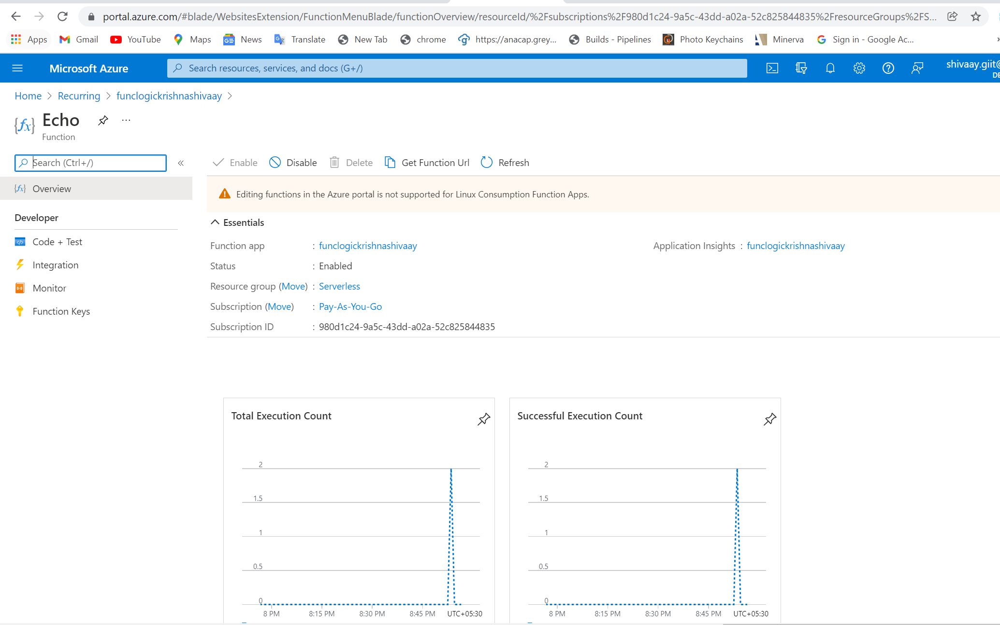 portal.azure.com/#blade/WebsitesExtension/FunctionMenuBlade/functionOverview/resourceId/%2Fsubscriptions%2F980d1c24-9a5c-43dd-a02a-52c825844835%2FresourceGroups%2FS...
Apps Gmail YouTube Maps News Translate New Tab chrome https://anacap.grey... Builds - Pipelines Photo Keychains Minerva Sign in - Google Ac...
Microsoft Azure
Search resources, services, and docs (G+/)
shivaay.giit@
DE
Home > Recurring > funclogickrishnashivaay >
{fx} Echo ...
Function
Search (Ctrl+/) «
Enable Disable Delete Get Function Url Refresh
{fx} Overview
Editing functions in the Azure portal is not supported for Linux Consumption Function Apps.
Developer
Code + Test
Integration
Monitor
Function Keys
Essentials
Function app : funclogickrishnashivaay
Application Insights : funclogickrishnashivaay
Status : Enabled
Resource group (Move) : Serverless
Subscription (Move) : Pay-As-You-Go
Subscription ID : 980d1c24-9a5c-43dd-a02a-52c825844835
Total Execution Count
2
1.5
1
0.5
0
8 PM 8:15 PM 8:30 PM 8:45 PM UTC+05:30
Successful Execution Count
2
1.5
1
0.5
0
8 PM 8:15 PM 8:30 PM 8:45 PM UTC+05:30